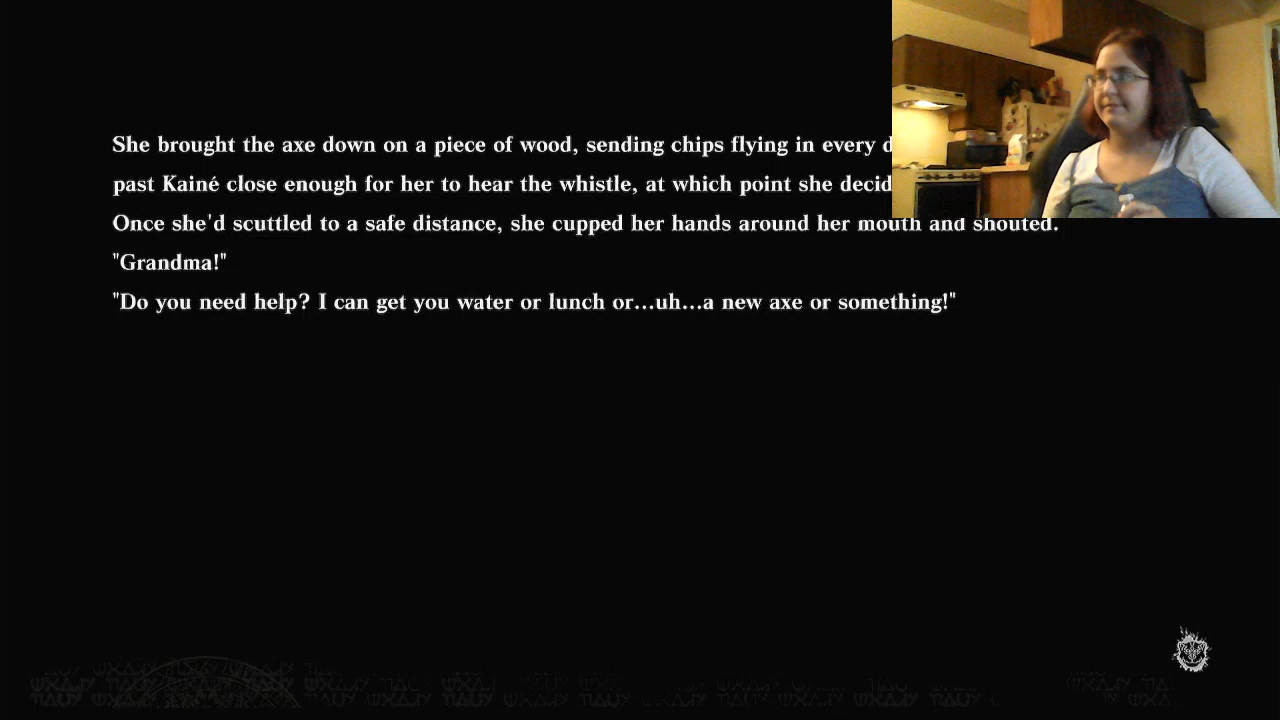 She brought the axe down on a piece of wood, sending chips flying in every
past Kainé close enough for her to hear the whistle, at which point she
Once she'd scuttled to a safe distance, she cupped her hands around her mouth and shouted.
"Grandma!"
"Do you need help? I can get you water or lunch or...uh...a new axe or something!"